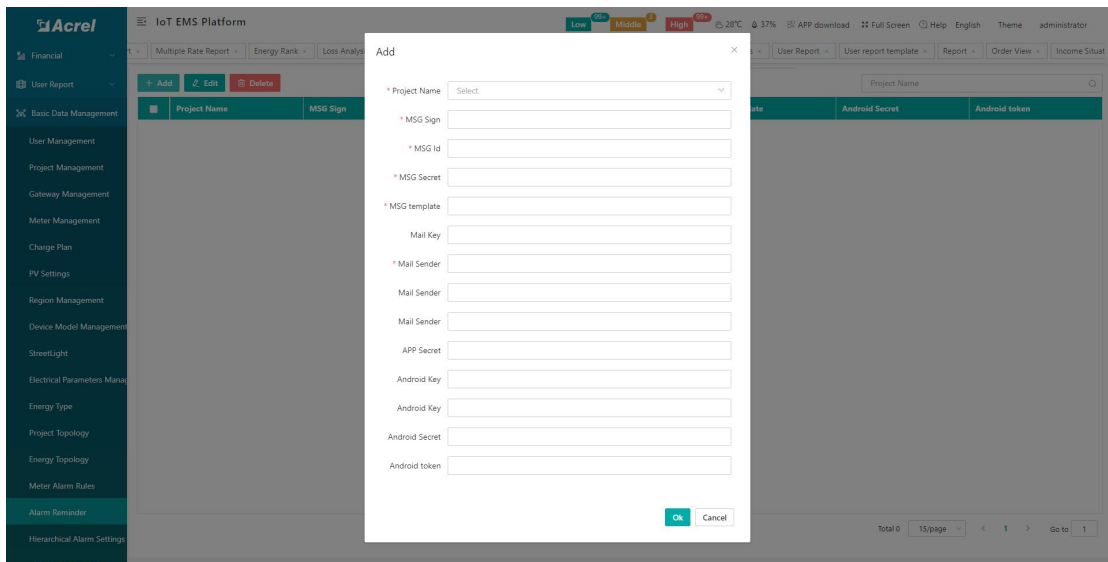 Acrel
IoT EMS Platform
Low 99+ Middle High 99+ 28℃ 37% APP download Full Screen Help English Theme administrator
Financial
Multiple Rate Report Energy Rank Loss Analys
User Report User report template Report Order View Income Situat
User Report
+ Add Edit Delete
Project Name
Basic Data Management
Project Name MSG Sign ate Android Secret Android token
User Management
Project Management
Gateway Management
Meter Management
Charge Plan
PV Settings
Region Management
Device Model Management
StreetLight
Electrical Parameters Manag
Energy Type
Project Topology
Energy Topology
Meter Alarm Rules
Alarm Reminder
Hierarchical Alarm Settings
Add
* Project Name Select
* MSG Sign
* MSG Id
* MSG Secret
* MSG template
Mail Key
* Mail Sender
Mail Sender
Mail Sender
APP Secret
Android Key
Android Key
Android Secret
Android token
Ok Cancel
Total 0 15/page < 1 > Go to 1